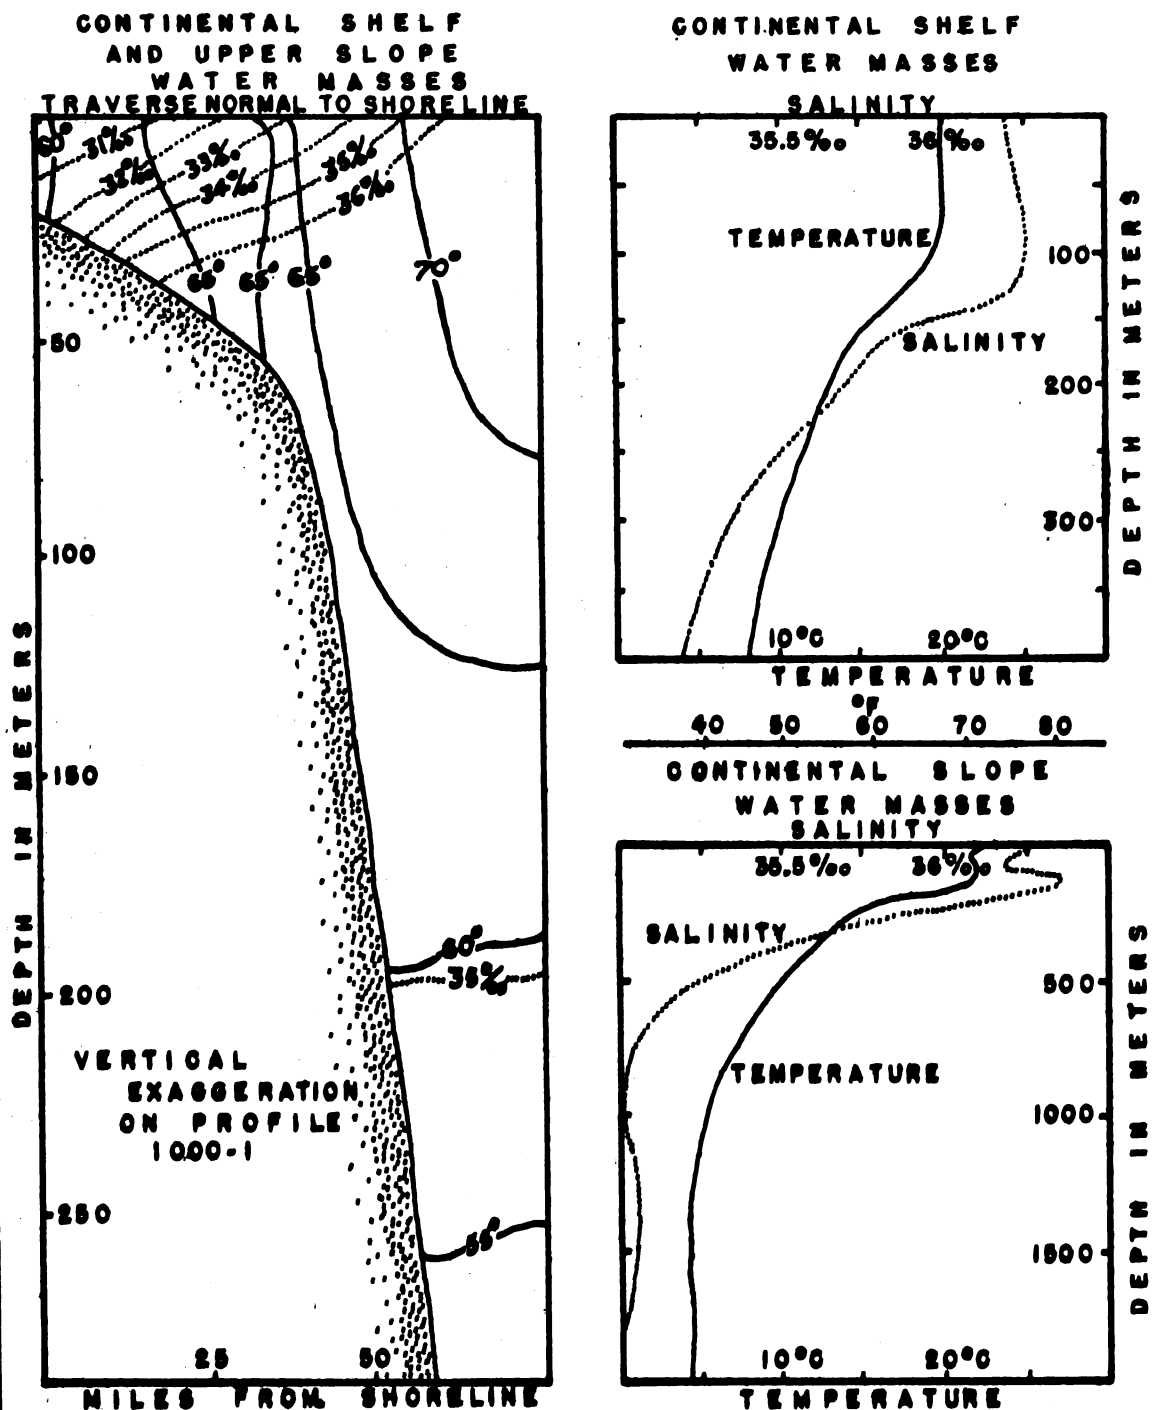 CONTINENTAL SHELF
AND UPPER SLOPE
WATER MASSES
TRAVERSE NORMAL TO SHORELINE
60°
31‰
32‰
33‰
34‰
35‰
36‰
65° 65° 65°
70°
50
100
150
200
250
60°
35‰
55°
VERTICAL
EXAGGERATION
ON PROFILE
1000-1
DEPTH IN METERS
25 50
MILES FROM SHORELINE
CONTINENTAL SHELF
WATER MASSES
SALINITY
35.5‰ 36‰
TEMPERATURE
SALINITY
100
200
300
DEPTH IN METERS
10°C 20°C
TEMPERATURE
°F
40 50 60 70 80
CONTINENTAL SLOPE
WATER MASSES
SALINITY
35.5‰ 36‰
SALINITY
TEMPERATURE
500
1000
1500
DEPTH IN METERS
10°C 20°C
TEMPERATURE